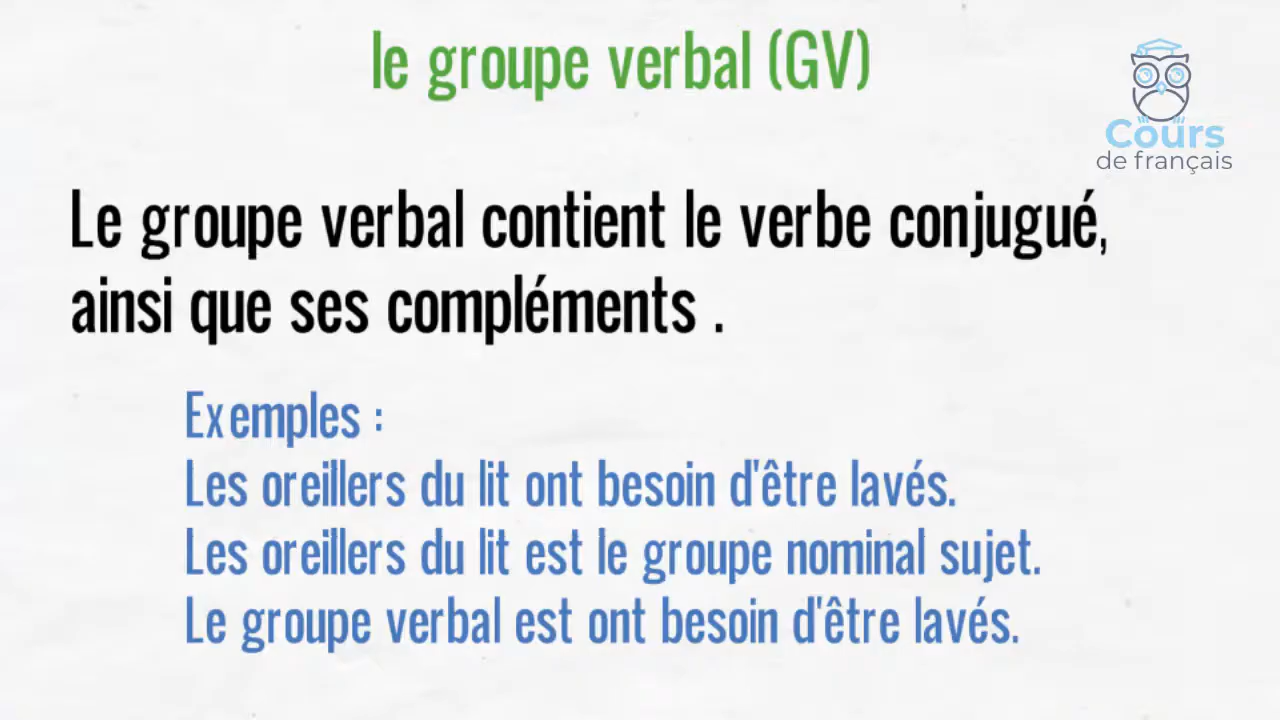 le groupe verbal (GV)
Cours
de français
Le groupe verbal contient le verbe conjugué,
ainsi que ses compléments .
Exemples :
Les oreillers du lit ont besoin d'être lavés.
Les oreillers du lit est le groupe nominal sujet.
Le groupe verbal est ont besoin d'être lavés.